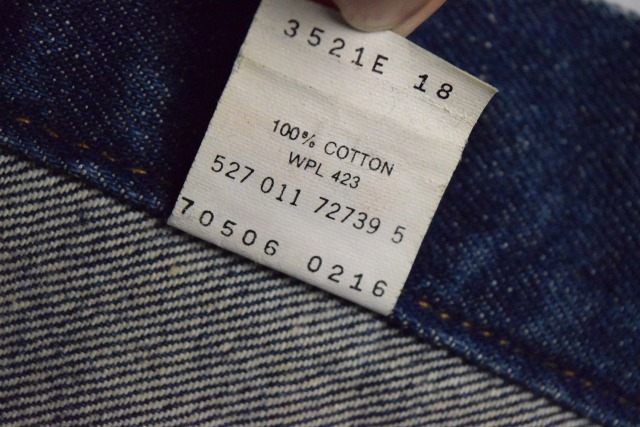 3521E 18
100% COTTON
WPL 423
527 011 72739 5
70506 0216